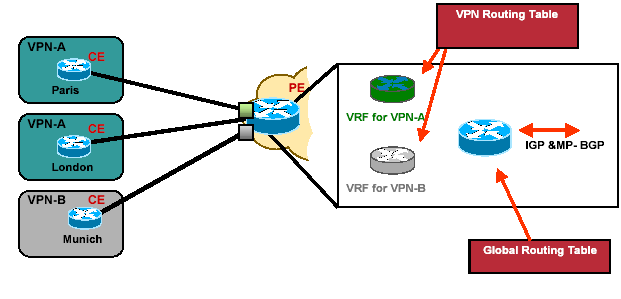 VPN-A
CE
Paris
VPN-A
CE
London
VPN-B
CE
Munich
PE
VPN Routing Table
VRF for VPN-A
VRF for VPN-B
IGP &MP- BGP
Global Routing Table